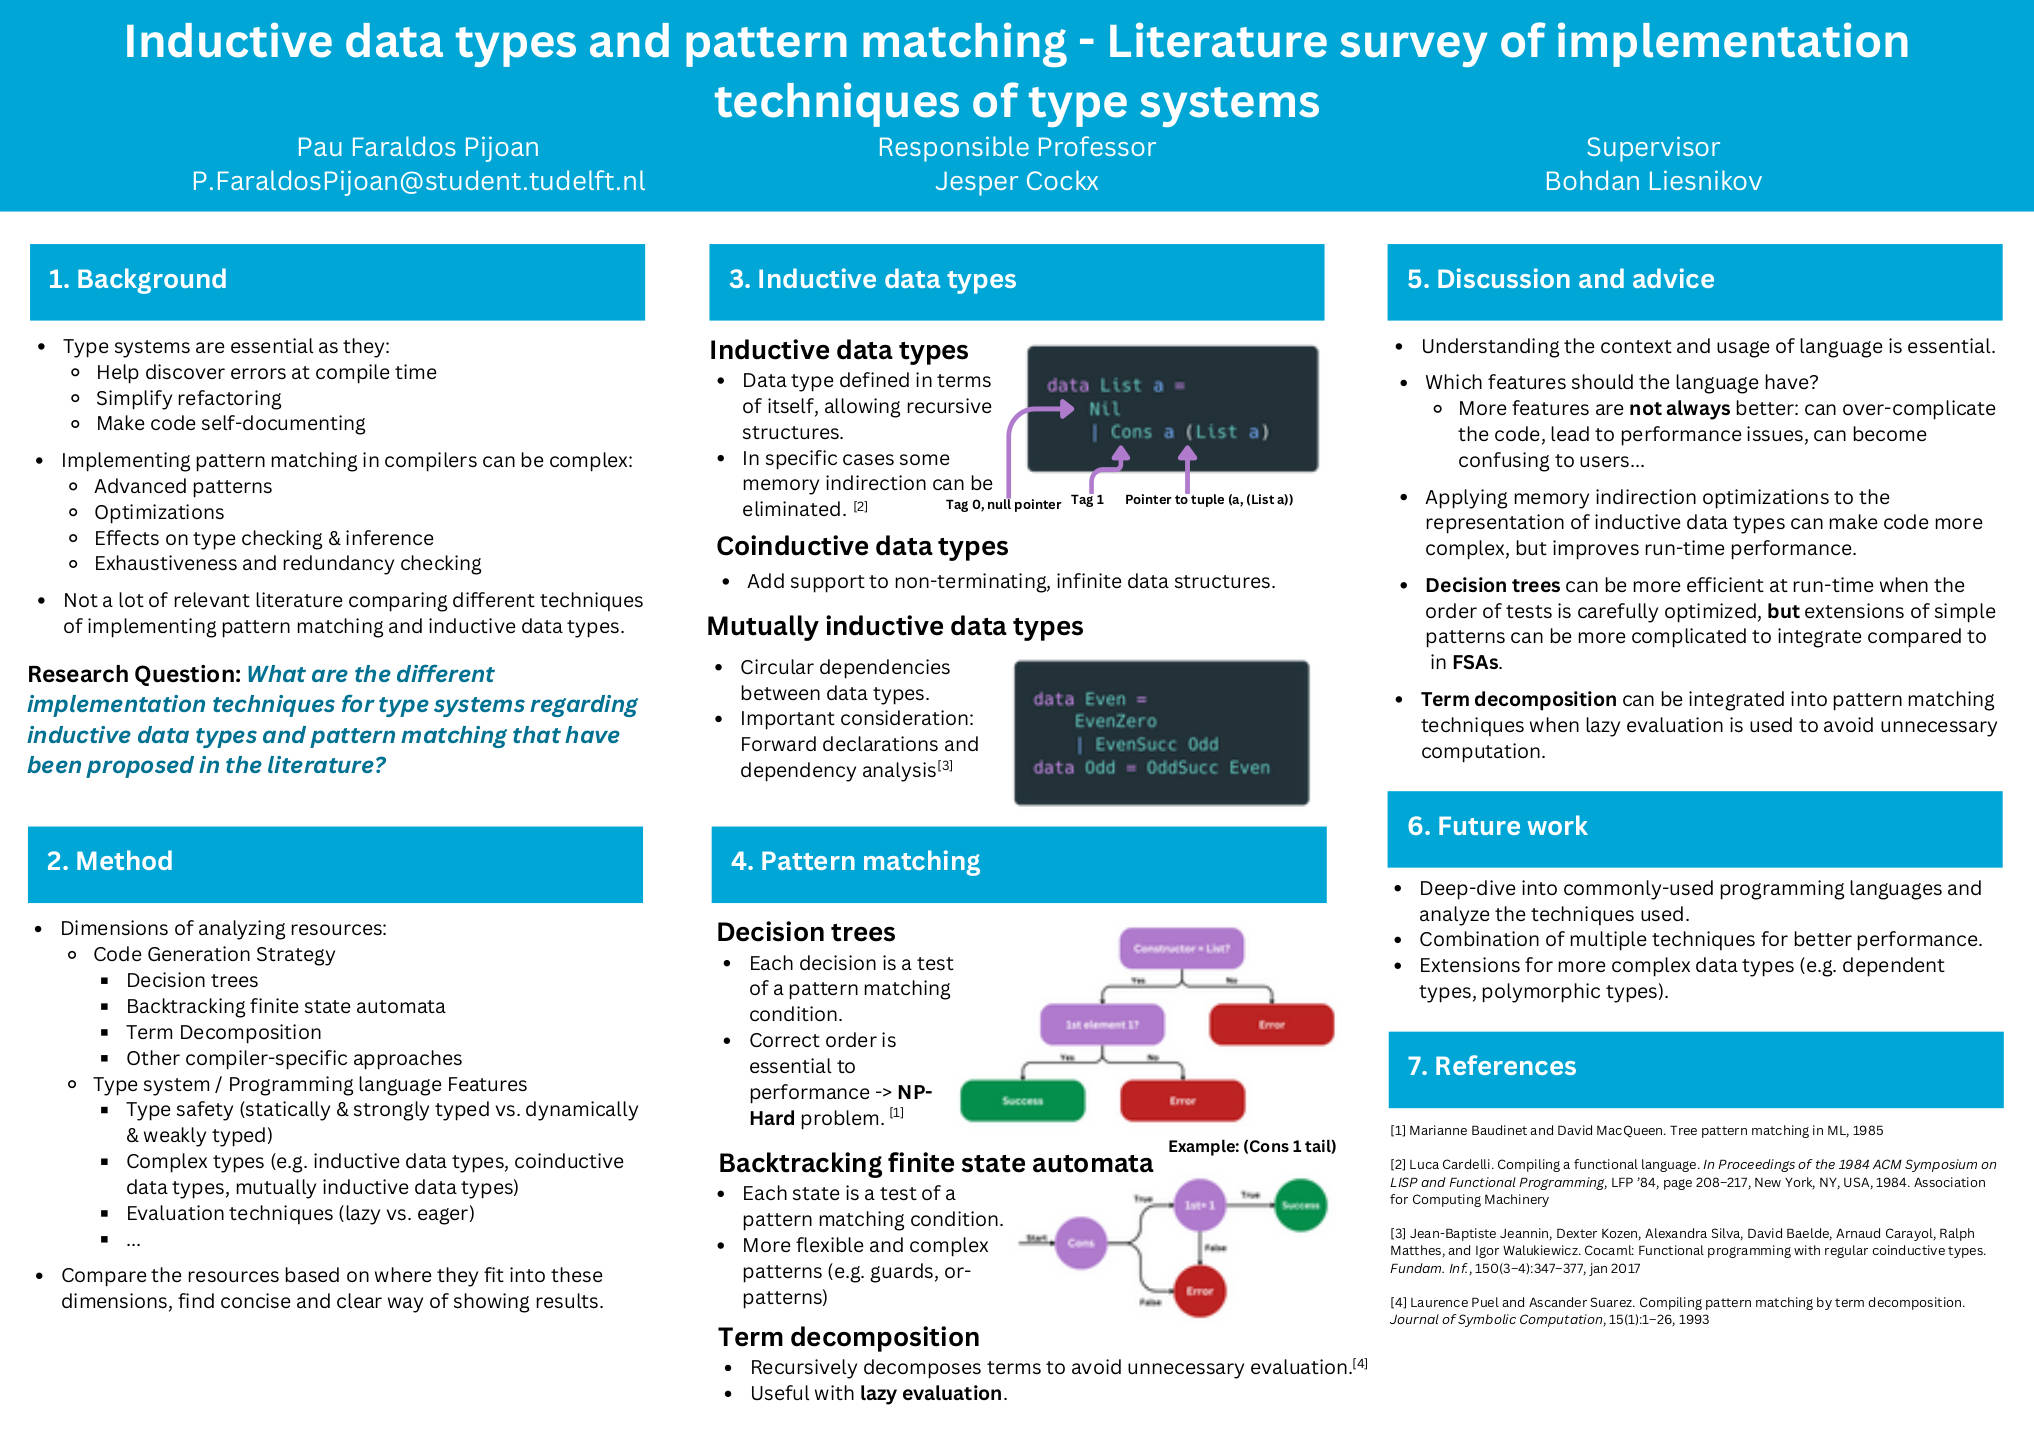 Inductive data types and pattern matching - Literature survey of implementation
techniques of type systems
Pau Faraldos Pijoan
P.FaraldosPijoan@student.tudelft.nl
Responsible Professor
Jesper Cockx
Supervisor
Bohdan Liesnikov
1. Background
• Type systems are essential as they:
∘ Help discover errors at compile time
∘ Simplify refactoring
∘ Make code self-documenting
• Implementing pattern matching in compilers can be complex:
∘ Advanced patterns
∘ Optimizations
∘ Effects on type checking & inference
∘ Exhaustiveness and redundancy checking
• Not a lot of relevant literature comparing different techniques
of implementing pattern matching and inductive data types.
Research Question: What are the different
implementation techniques for type systems regarding
inductive data types and pattern matching that have
been proposed in the literature?
2. Method
• Dimensions of analyzing resources:
∘ Code Generation Strategy
▪ Decision trees
▪ Backtracking finite state automata
▪ Term Decomposition
▪ Other compiler-specific approaches
∘ Type system / Programming language Features
▪ Type safety (statically & strongly typed vs. dynamically
& weakly typed)
▪ Complex types (e.g. inductive data types, coinductive
data types, mutually inductive data types)
▪ Evaluation techniques (lazy vs. eager)
▪ ...
• Compare the resources based on where they fit into these
dimensions, find concise and clear way of showing results.
3. Inductive data types
Inductive data types
• Data type defined in terms
of itself, allowing recursive
structures.
• In specific cases some
memory indirection can be
eliminated. [2]
data List a =
Nil
| Cons a (List a)
Tag 0, null pointer
Tag 1
Pointer to tuple (a, (List a))
Coinductive data types
• Add support to non-terminating, infinite data structures.
Mutually inductive data types
• Circular dependencies
between data types.
• Important consideration:
Forward declarations and
dependency analysis[3]
data Even =
EvenZero
| EvenSucc Odd
data Odd = OddSucc Even
4. Pattern matching
Decision trees
• Each decision is a test
of a pattern matching
condition.
• Correct order is
essential to
performance -> NP-
Hard problem. [1]
Constructor = List?
Yes
No
1st element 1?
Error
Yes
No
Success
Error
Example: (Cons 1 tail)
Backtracking finite state automata
• Each state is a test of a
pattern matching condition.
• More flexible and complex
patterns (e.g. guards, or-
patterns)
Start
Cons
True
1st= 1
True
Success
False
False
Error
Term decomposition
• Recursively decomposes terms to avoid unnecessary evaluation.[4]
• Useful with lazy evaluation.
5. Discussion and advice
• Understanding the context and usage of language is essential.
• Which features should the language have?
∘ More features are not always better: can over-complicate
the code, lead to performance issues, can become
confusing to users...
• Applying memory indirection optimizations to the
representation of inductive data types can make code more
complex, but improves run-time performance.
• Decision trees can be more efficient at run-time when the
order of tests is carefully optimized, but extensions of simple
patterns can be more complicated to integrate compared to
in FSAs.
• Term decomposition can be integrated into pattern matching
techniques when lazy evaluation is used to avoid unnecessary
computation.
6. Future work
• Deep-dive into commonly-used programming languages and
analyze the techniques used.
• Combination of multiple techniques for better performance.
• Extensions for more complex data types (e.g. dependent
types, polymorphic types).
7. References
[1] Marianne Baudinet and David MacQueen. Tree pattern matching in ML, 1985
[2] Luca Cardelli. Compiling a functional language. In Proceedings of the 1984 ACM Symposium on
LISP and Functional Programming, LFP '84, page 208–217, New York, NY, USA, 1984. Association
for Computing Machinery
[3] Jean-Baptiste Jeannin, Dexter Kozen, Alexandra Silva, David Baelde, Arnaud Carayol, Ralph
Matthes, and Igor Walukiewicz. Cocaml: Functional programming with regular coinductive types.
Fundam. Inf., 150(3–4):347–377, jan 2017
[4] Laurence Puel and Ascander Suarez. Compiling pattern matching by term decomposition.
Journal of Symbolic Computation, 15(1):1–26, 1993